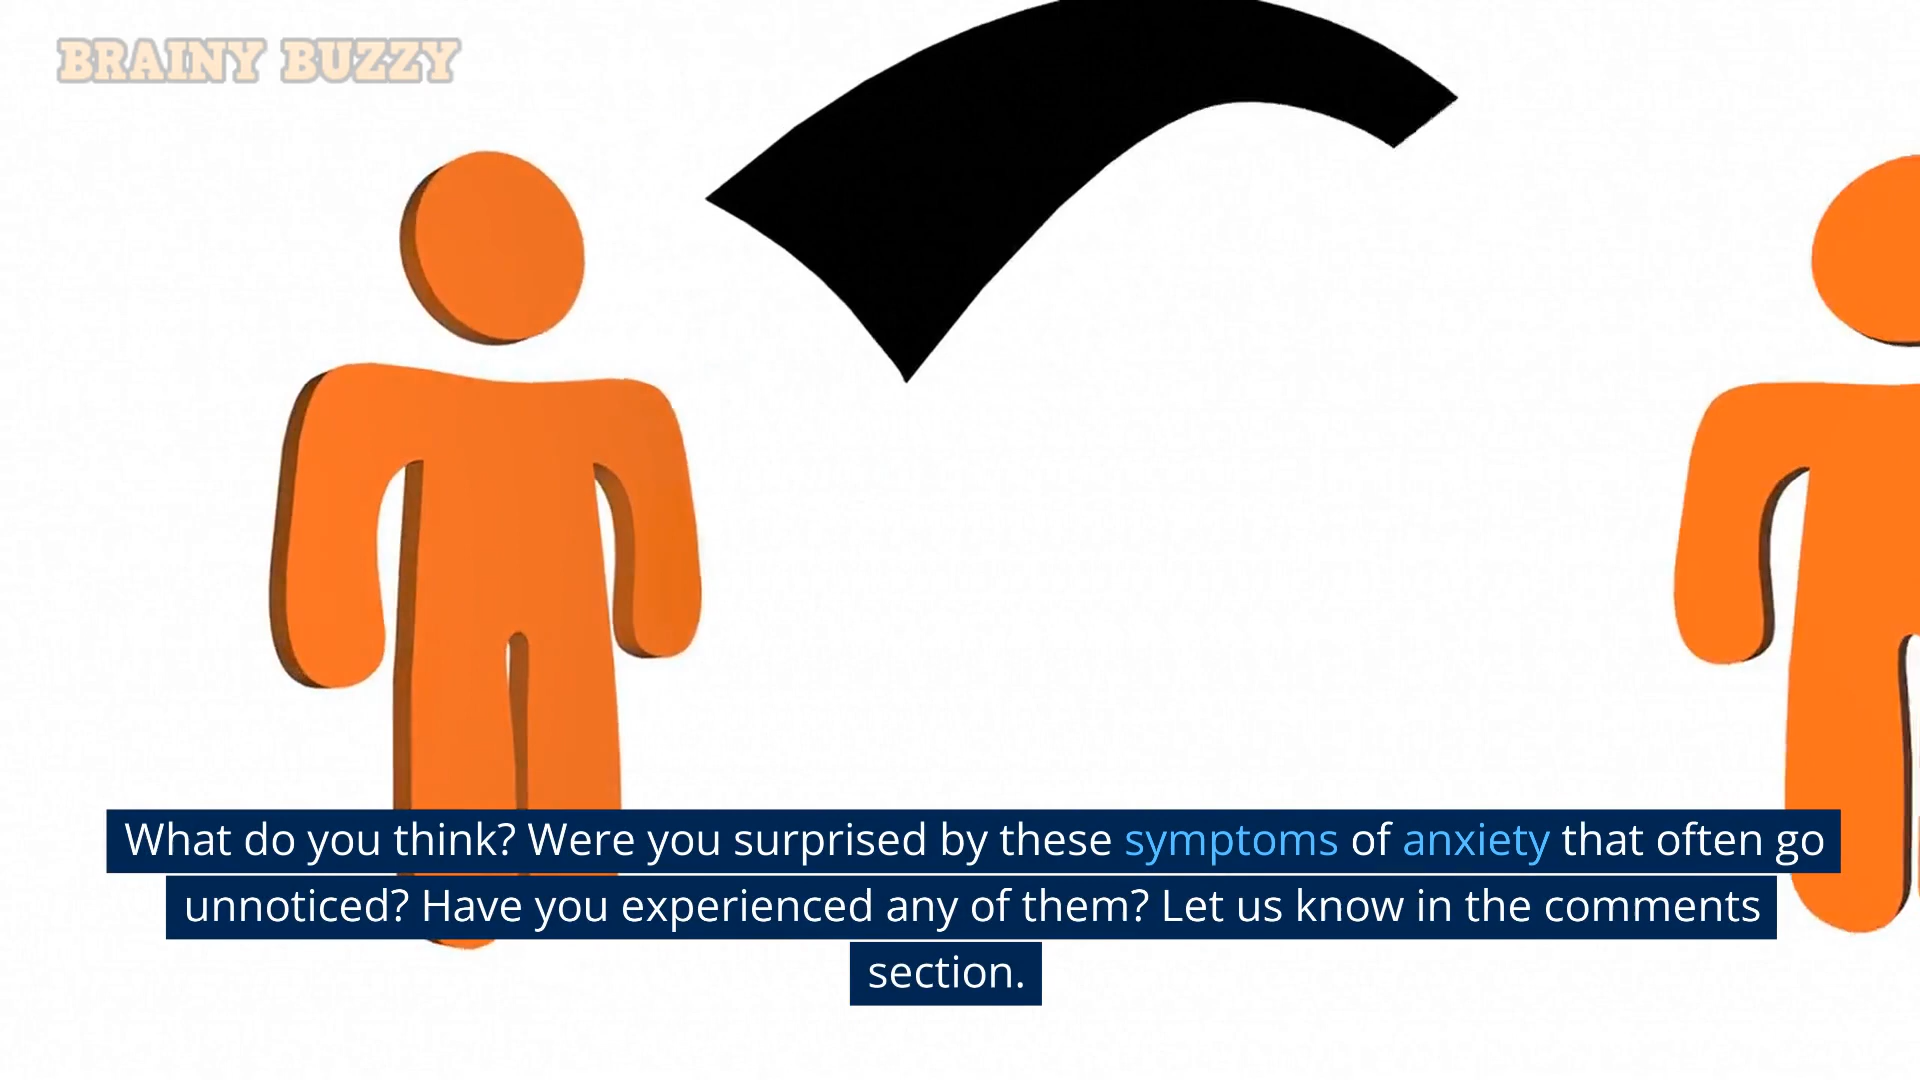 BRAINY BUZZY
What do you think? Were you surprised by these symptoms of anxiety that often go
unnoticed? Have you experienced any of them? Let us know in the comments
section.